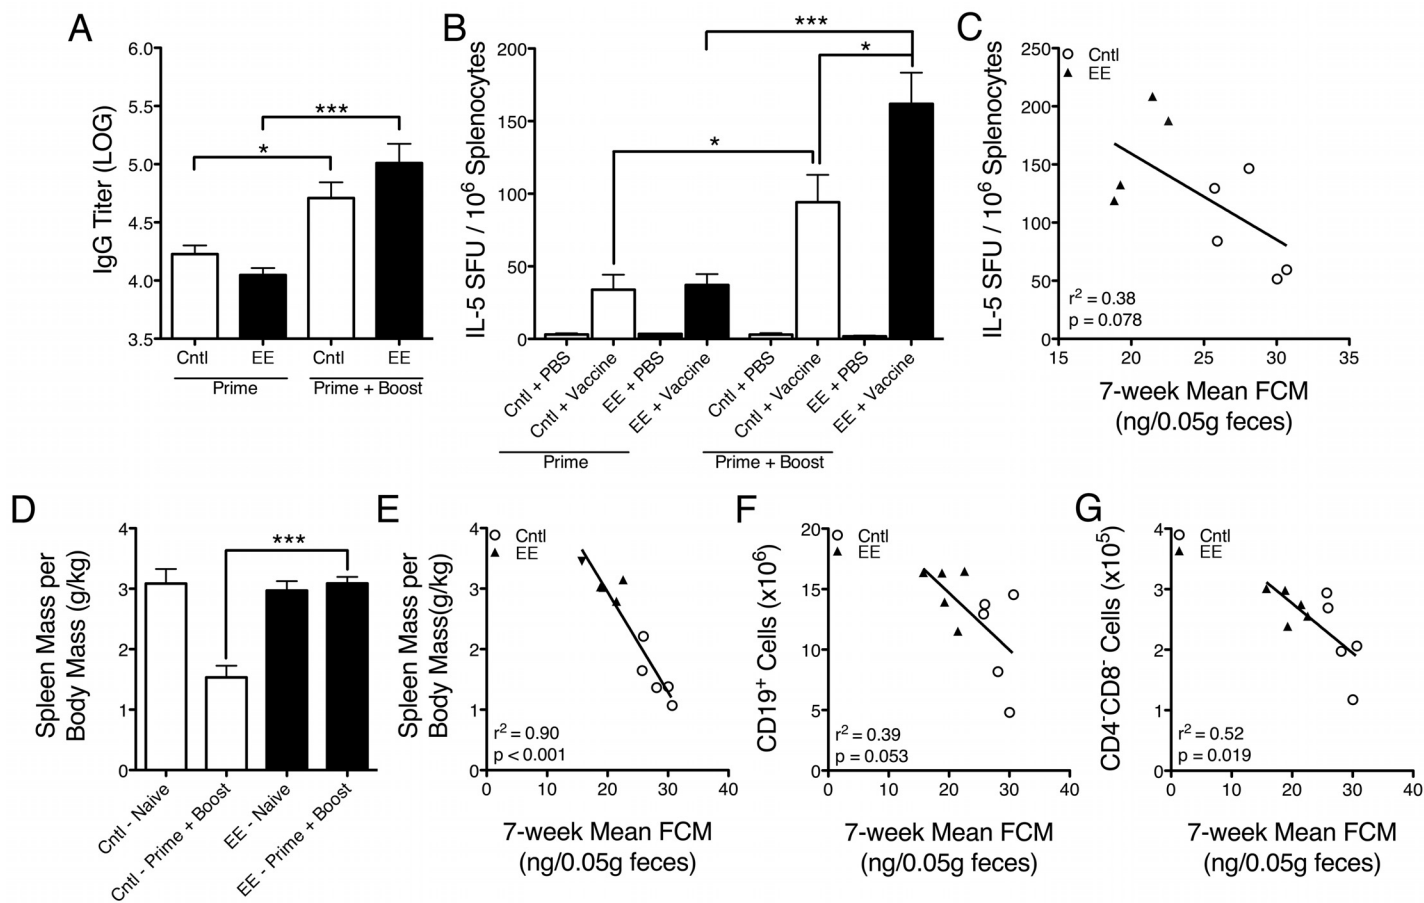 A
IgG Titer (LOG)
6.0
5.5
5.0
4.5
4.0
3.5
*
***
Cntl EE Cntl EE
Prime Prime + Boost
B
IL-5 SFU / 10⁶ Splenocytes
200
150
100
50
0
*
*
***
Cntl + PBS
Cntl + Vaccine
EE + PBS
EE + Vaccine
Cntl + PBS
Cntl + Vaccine
EE + PBS
EE + Vaccine
Prime Prime + Boost
C
IL-5 SFU / 10⁶ Splenocytes
250
200
150
100
50
0
Cntl
EE
r² = 0.38
p = 0.078
15 20 25 30 35
7-week Mean FCM
(ng/0.05g feces)
D
Spleen Mass per
Body Mass (g/kg)
4
3
2
1
0
***
Cntl - Naive
Cntl - Prime + Boost
EE - Naive
EE - Prime + Boost
E
Spleen Mass per
Body Mass(g/kg)
4
3
2
1
0
Cntl
EE
r² = 0.90
p < 0.001
0 10 20 30 40
7-week Mean FCM
(ng/0.05g feces)
F
CD19⁺ Cells (x10⁶)
20
15
10
5
0
Cntl
EE
r² = 0.39
p = 0.053
0 10 20 30 40
7-week Mean FCM
(ng/0.05g feces)
G
CD4⁻CD8⁻ Cells (x10⁵)
4
3
2
1
0
Cntl
EE
r² = 0.52
p = 0.019
0 10 20 30 40
7-week Mean FCM
(ng/0.05g feces)